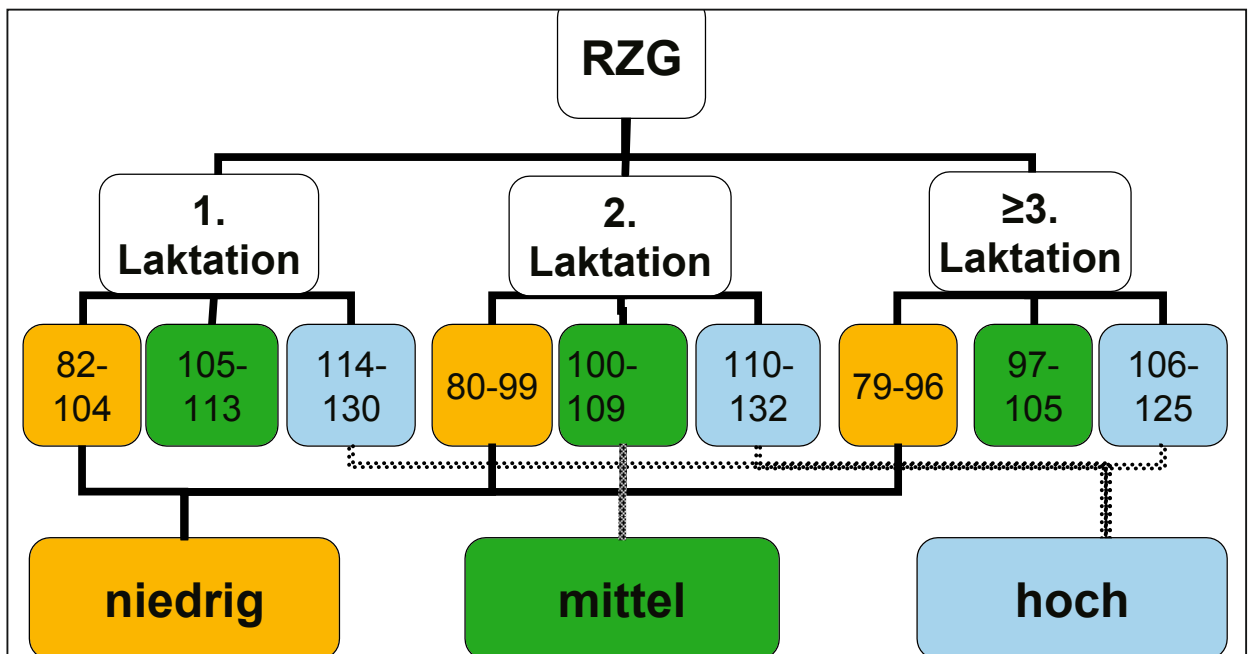 RZG
1.
Laktation
2.
Laktation
≥3.
Laktation
82-
104
105-
113
114-
130
80-99
100-
109
110-
132
79-96
97-
105
106-
125
niedrig
mittel
hoch